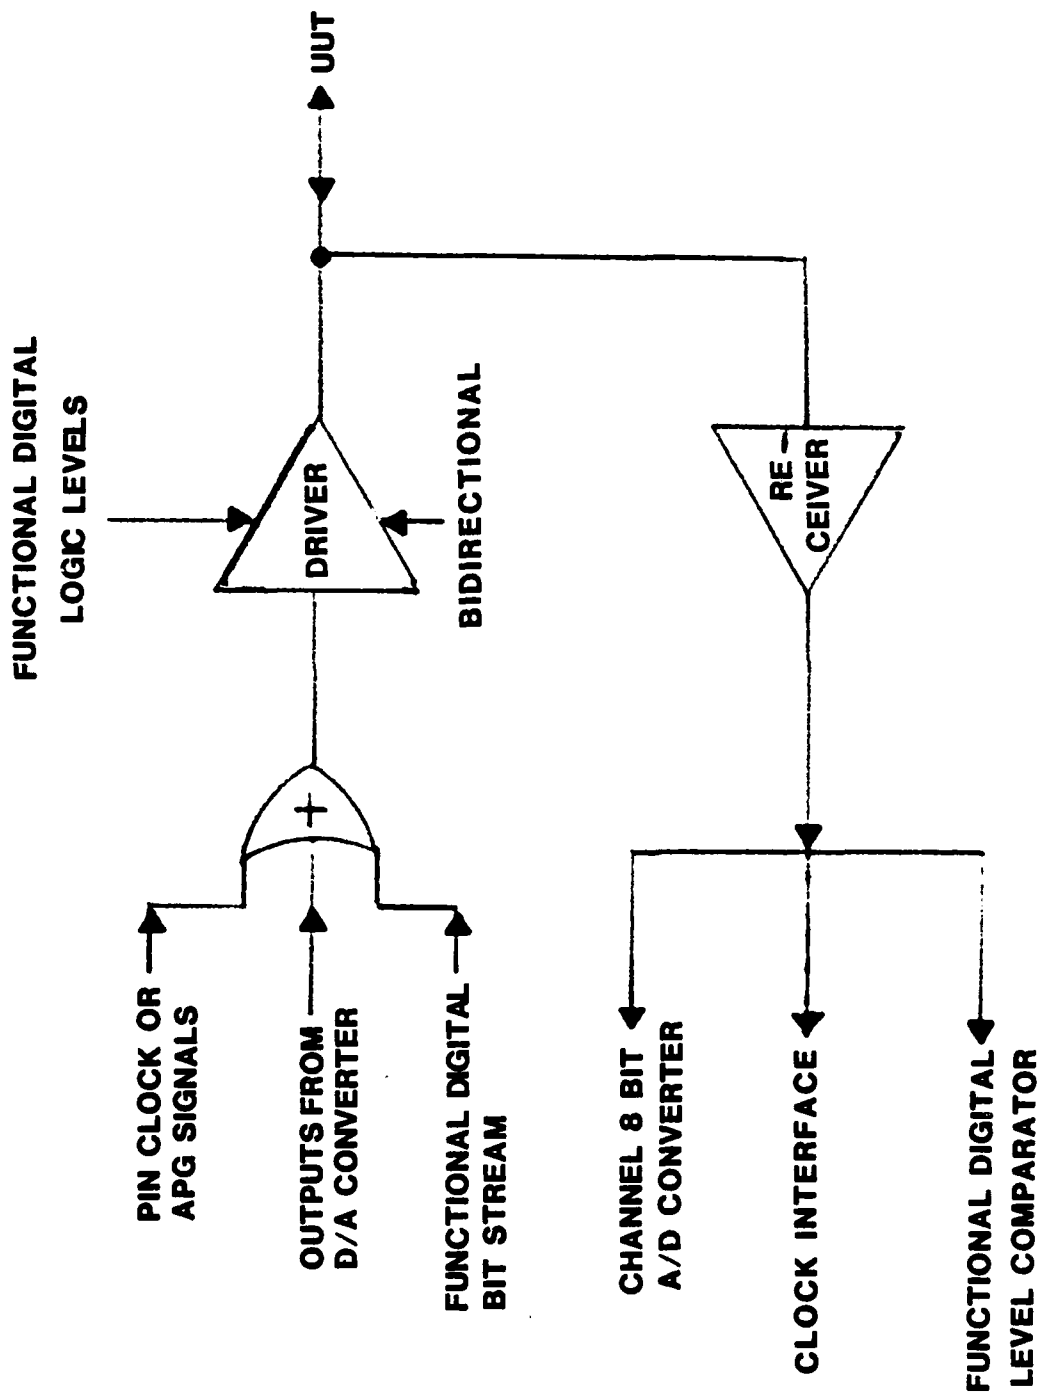 FUNCTIONAL DIGITAL
LOGIC LEVELS
PIN CLOCK OR
APG SIGNALS
OUTPUTS FROM
D/A CONVERTER
FUNCTIONAL DIGITAL
BIT STREAM
+
DRIVER
BIDIRECTIONAL
UUT
RE-
CEIVER
CHANNEL 8 BIT
A/D CONVERTER
CLOCK INTERFACE
FUNCTIONAL DIGITAL
LEVEL COMPARATOR